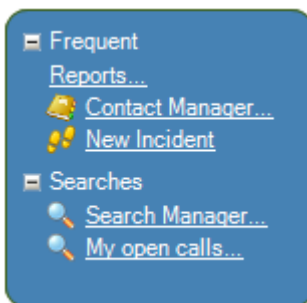 Frequent
Reports...
Contact Manager...
New Incident
Searches
Search Manager...
My open calls...